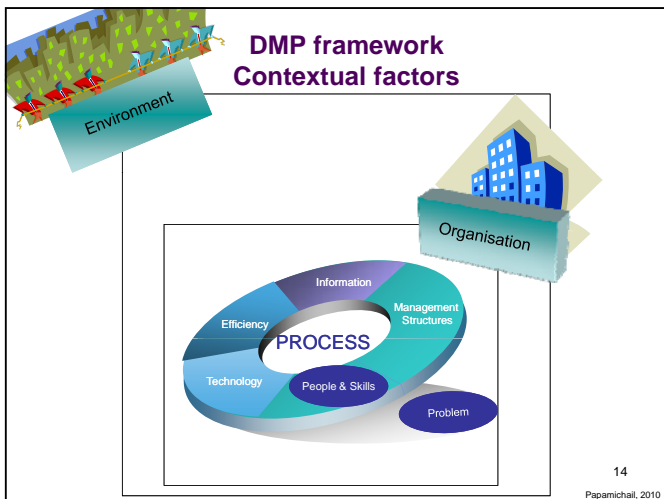 DMP framework
Contextual factors
Environment
Organisation
Information
Management
Structures
Efficiency
PROCESS
Technology
People & Skills
Problem
14
Papamichail, 2010